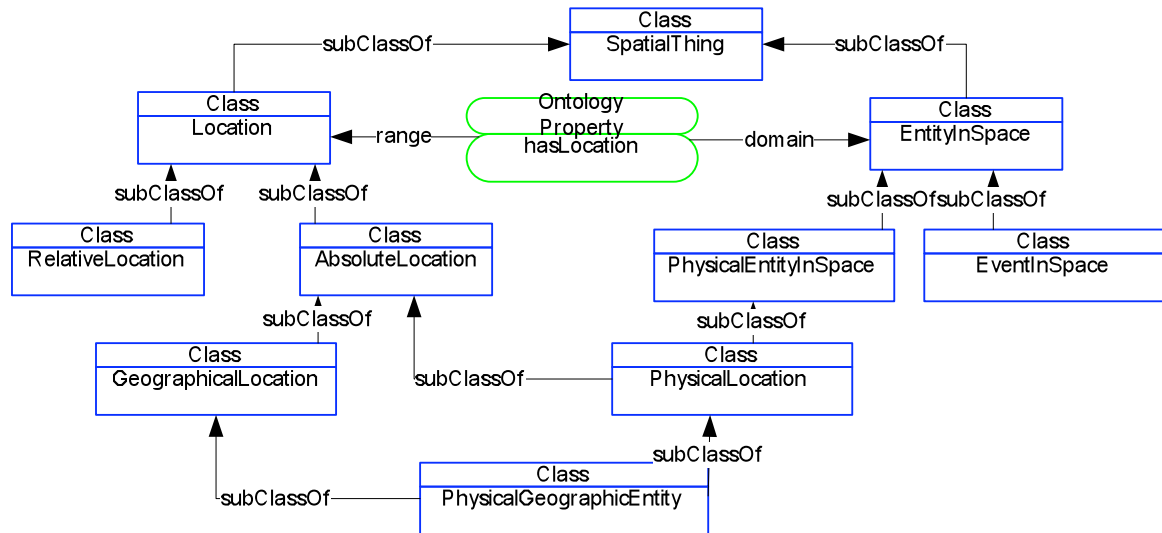 Class
SpatialThing
subClassOf
subClassOf
Class
Location
Ontology
Property
hasLocation
range
domain
Class
EntityInSpace
subClassOf
subClassOf
subClassOf
subClassOf
Class
RelativeLocation
Class
AbsoluteLocation
Class
PhysicalEntityInSpace
Class
EventInSpace
subClassOf
subClassOf
Class
GeographicalLocation
subClassOf
Class
PhysicalLocation
subClassOf
Class
PhysicalGeographicEntity
subClassOf